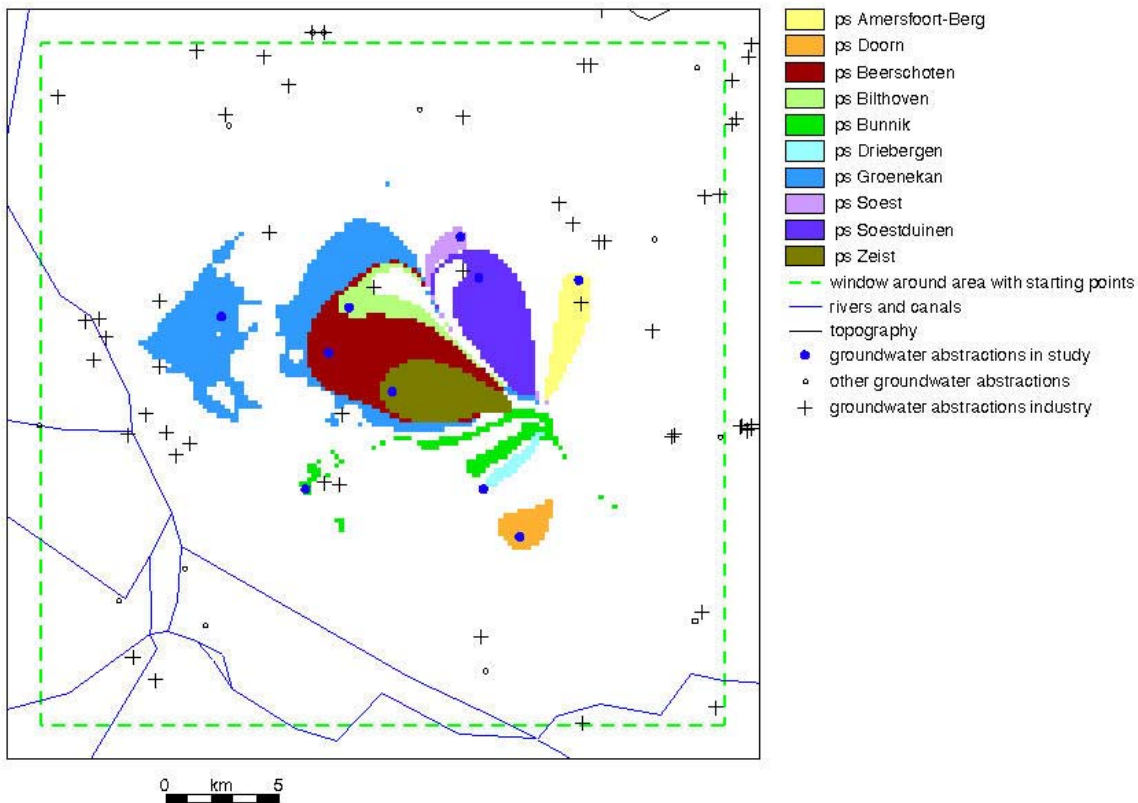 ps Amersfoort-Berg
ps Doorn
ps Beerschoten
ps Bilthoven
ps Bunnik
ps Driebergen
ps Groenekan
ps Soest
ps Soestduinen
ps Zeist
window around area with starting points
rivers and canals
topography
groundwater abstractions in study
other groundwater abstractions
groundwater abstractions industry
0 km 5